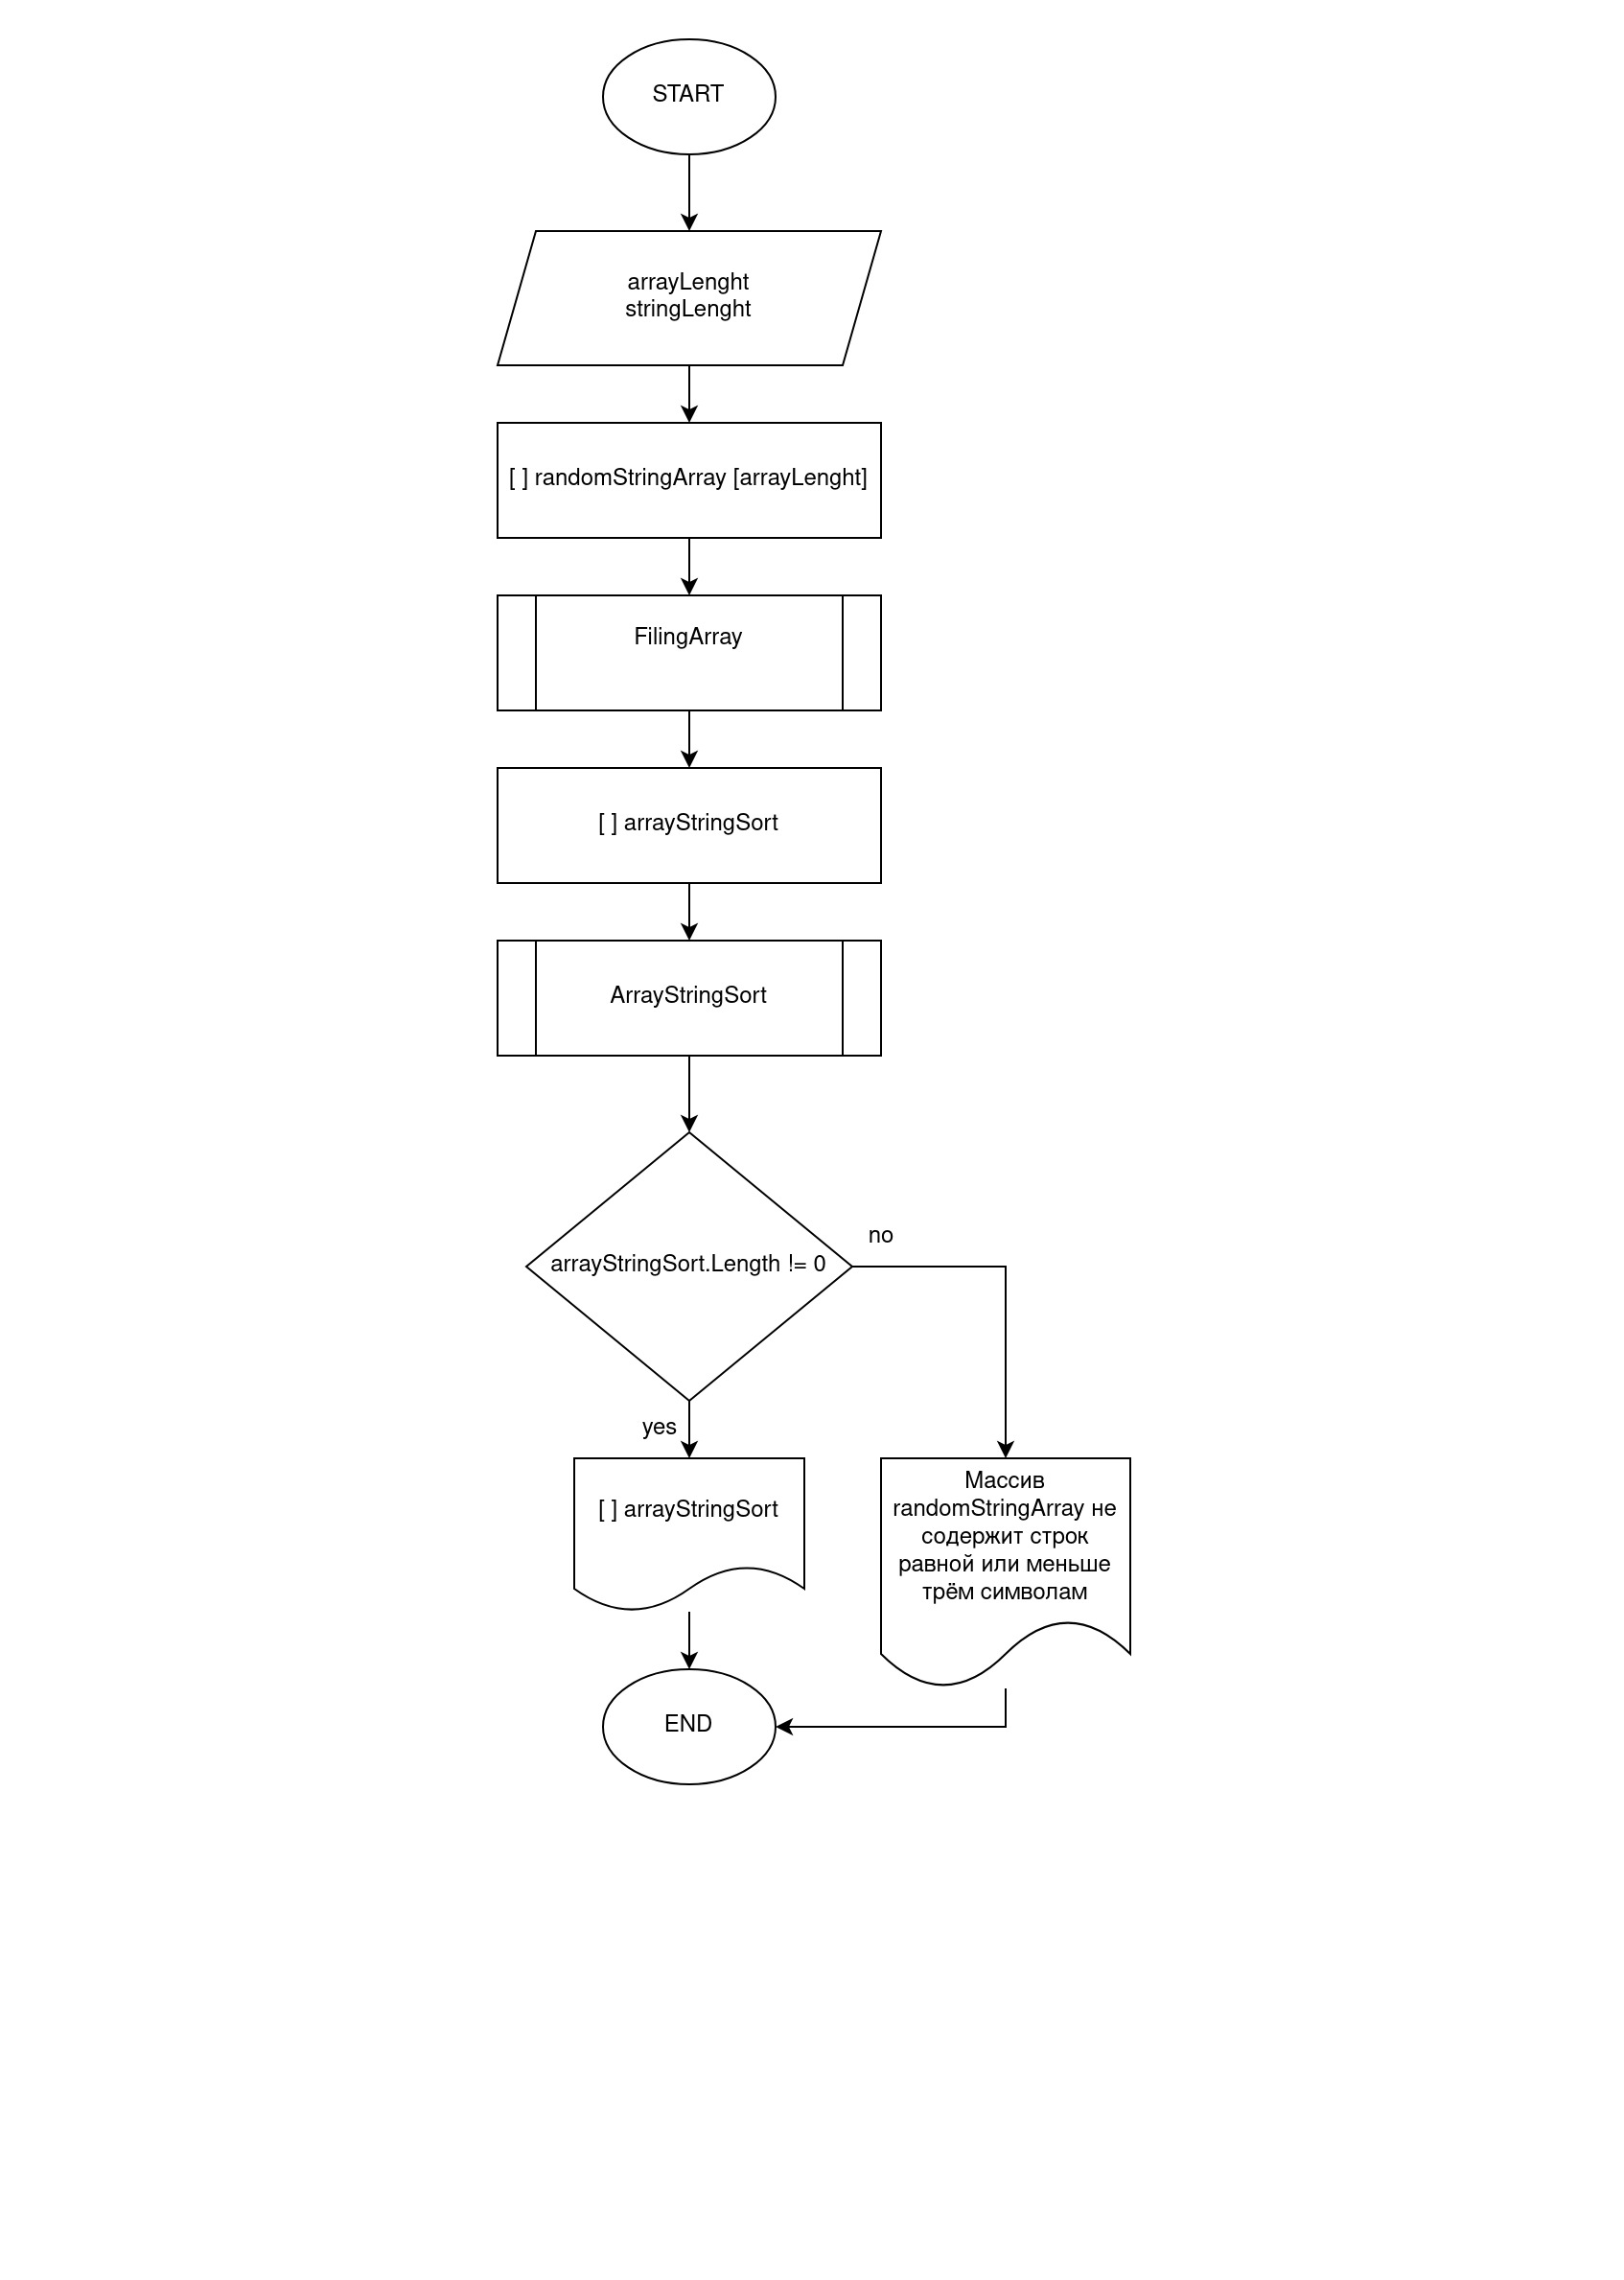 START
arrayLenght
stringLenght
[ ] randomStringArray [arrayLenght]
FilingArray
[ ] arrayStringSort
ArrayStringSort
arrayStringSort.Length != 0
no
yes
[ ] arrayStringSort
Массив
randomStringArray не
содержит строк
равной или меньше
трём символам
END